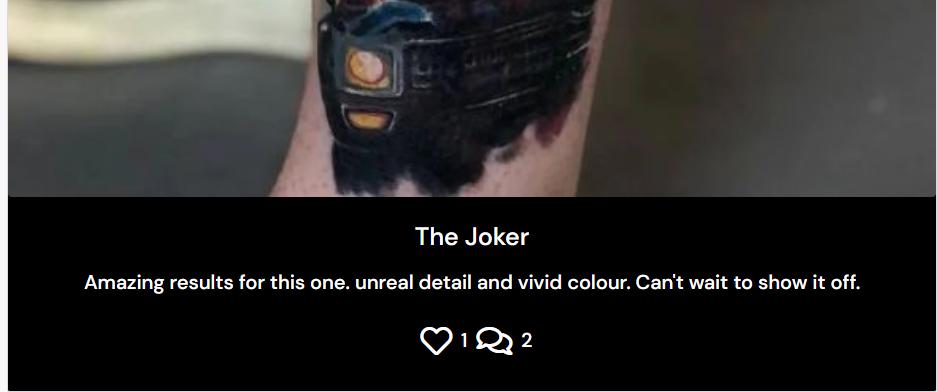 The Joker
Amazing results for this one. unreal detail and vivid colour. Can't wait to show it off.
1 2